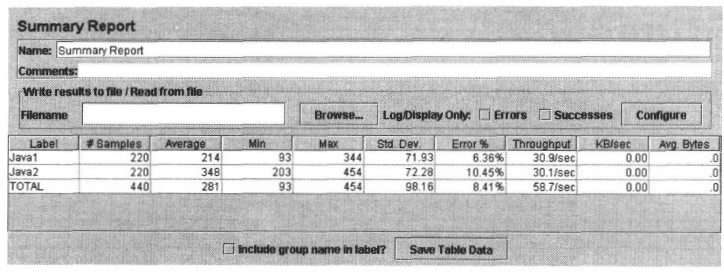 Summary Report
Name: Summary Report
Comments:
Write results to file / Read from file
Filename Browse... Log/Display Only: Errors Successes Configure
Label # Samples Average Min Max Std. Dev. Error % Throughput KB/sec Avg. Bytes
Java1 220 214 93 344 71.93 6.36% 30.9/sec 0.00 .0
Java2 220 348 203 454 72.28 10.45% 30.1/sec 0.00 .0
TOTAL 440 281 93 454 98.16 8.41% 58.7/sec 0.00 .0
Include group name in label? Save Table Data